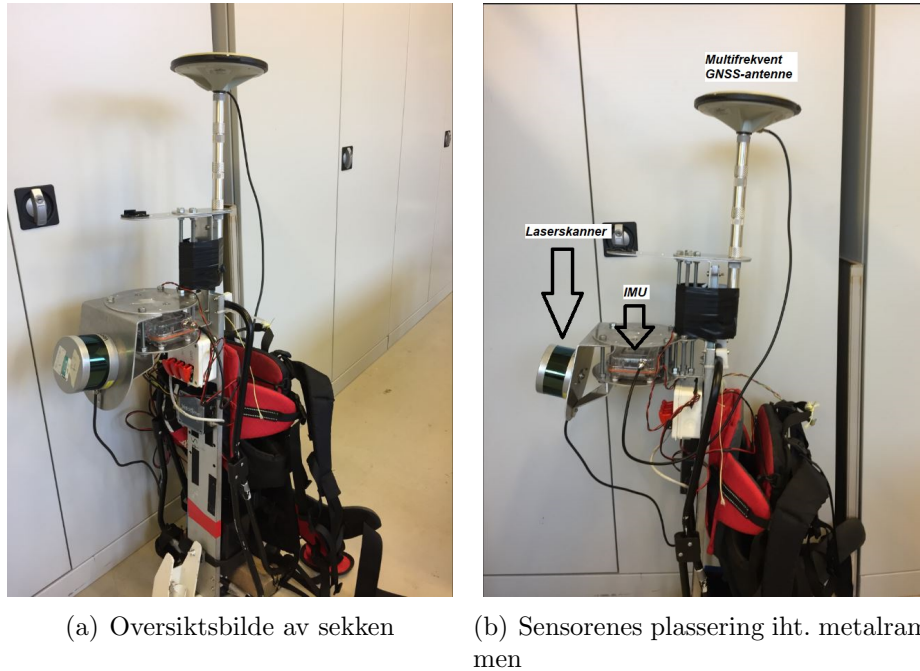 Multifrekvent
GNSS-antenne
Laserskanner
IMU
(a) Oversiktsbilde av sekken
(b) Sensorenes plassering iht. metalram
men